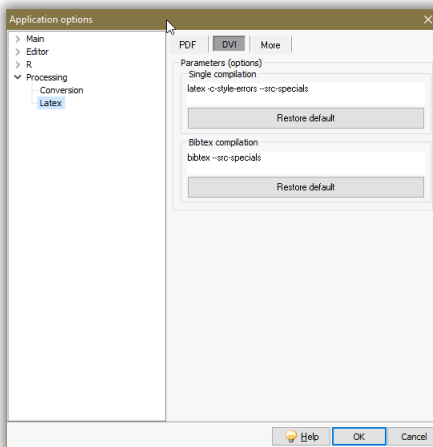 Application options
Main
Editor
R
Processing
Conversion
Latex
PDF
DVI
More
Parameters (options)
Single compilation
latex -c-style-errors --src-specials
Restore default
Bibtex compilation
bibtex --src-specials
Restore default
Help
OK
Cancel